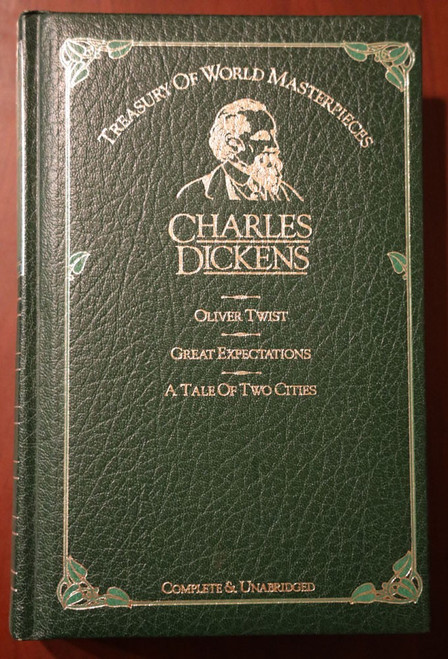 TREASURY OF WORLD MASTERPIECES
CHARLES
DICKENS
OLIVER TWIST
GREAT EXPECTATIONS
A TALE OF TWO CITIES
COMPLETE & UNABRIDGED